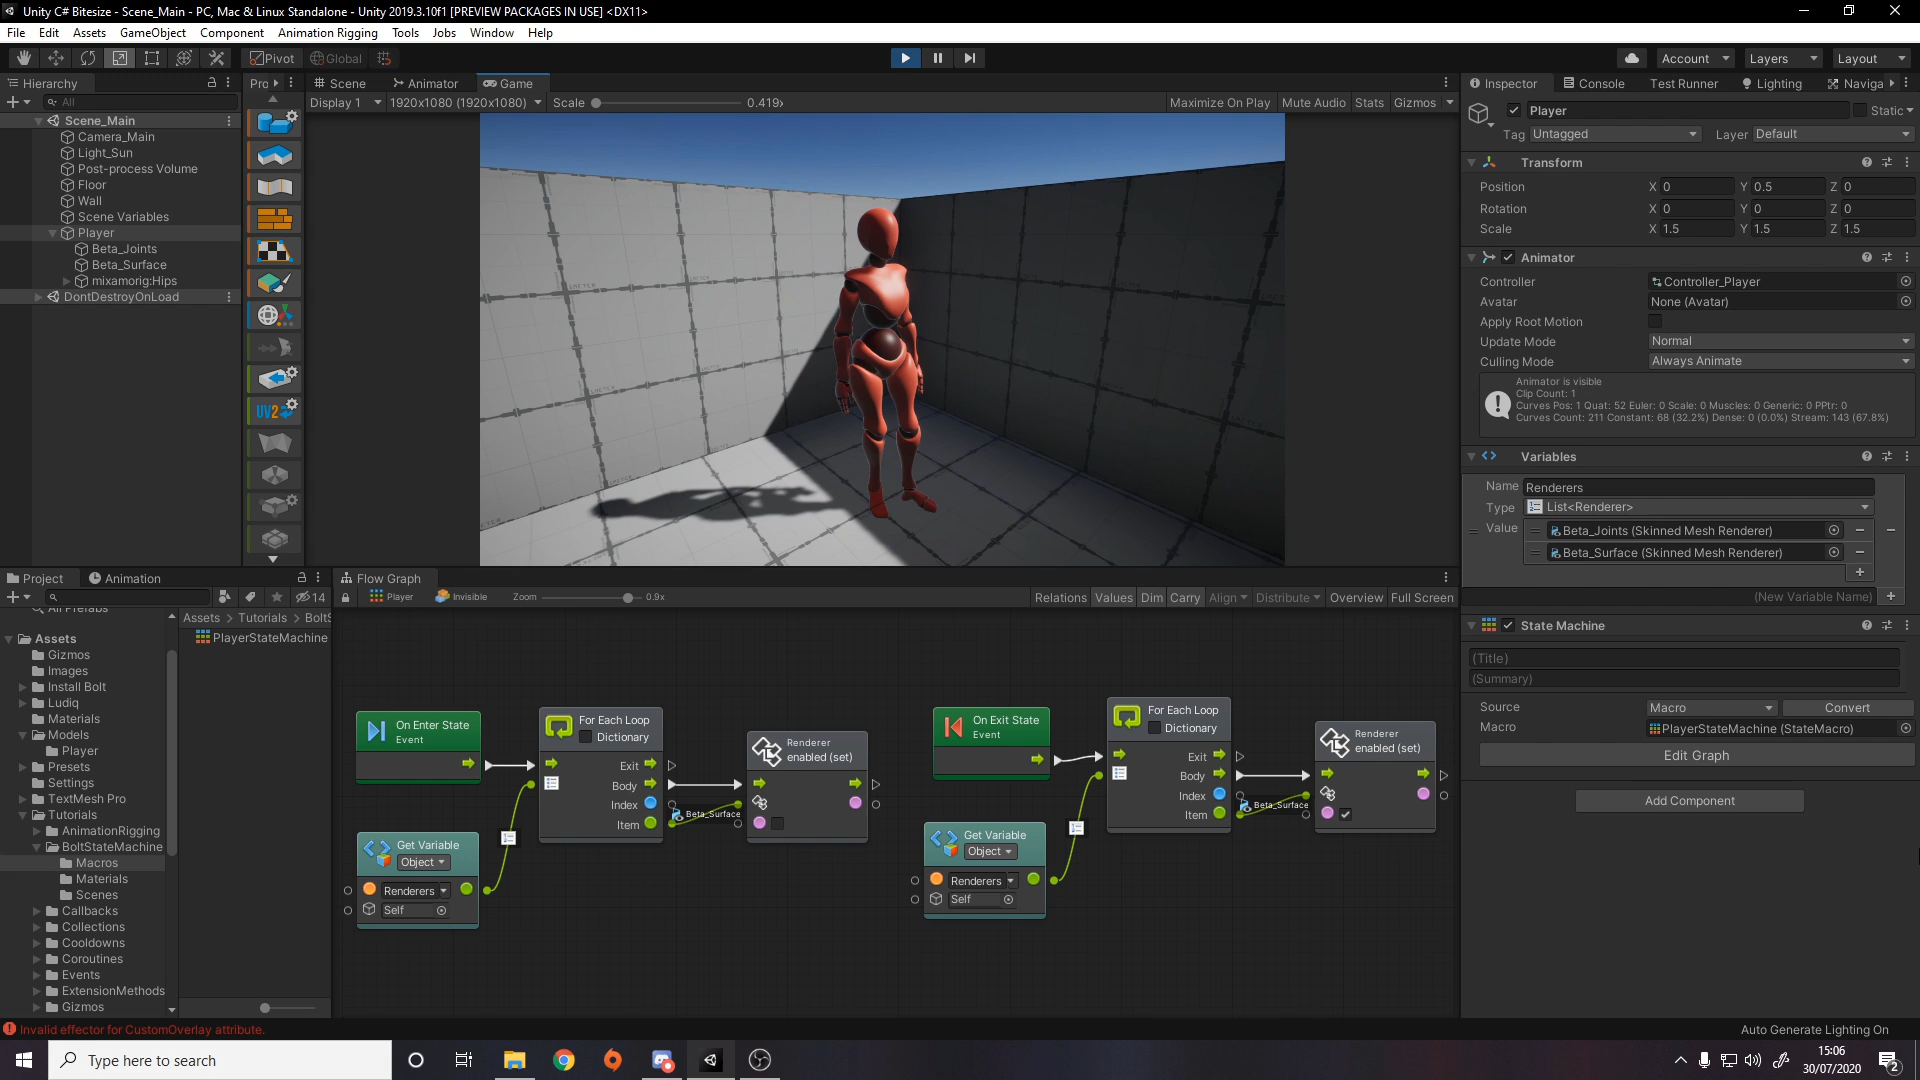 Unity C# Bitesize - Scene_Main - PC, Mac & Linux Standalone - Unity 2019.3.10f1 [PREVIEW PACKAGES IN USE] <DX11>
File Edit Assets GameObject Component Animation Rigging Tools Jobs Window Help
Pivot Global Account Layers Layout
Hierarchy
All
Scene_Main
Camera_Main
Light_Sun
Post-process Volume
Floor
Wall
Scene Variables
Player
Beta_Joints
Beta_Surface
mixamorig:Hips
DontDestroyOnLoad
Pro
UV2
Scene Animator Game
Display 1 1920x1080 (1920x1080) Scale 0.419x Maximize On Play Mute Audio Stats Gizmos
Inspector Console Test Runner Lighting Naviga
Player Static
Tag Untagged Layer Default
Transform
Position X 0 Y 0.5 Z 0
Rotation X 0 Y 0 Z 0
Scale X 1.5 Y 1.5 Z 1.5
Animator
Controller Controller_Player
Avatar None (Avatar)
Apply Root Motion
Update Mode Normal
Culling Mode Always Animate
Animator is visible
Clip Count: 1
Curves Pos: 1 Quat: 52 Euler: 0 Scale: 0 Muscles: 0 Generic: 0 PPtr: 0
Curves Count: 211 Constant: 68 (32.2%) Dense: 0 (0.0%) Stream: 143 (67.8%)
Variables
Name Renderers
Type List<Renderer>
Value Beta_Joints (Skinned Mesh Renderer)
Beta_Surface (Skinned Mesh Renderer)
(New Variable Name)
State Machine
(Title)
(Summary)
Source Macro Convert
Macro PlayerStateMachine (StateMacro)
Edit Graph
Add Component
Project Animation
14
All Prefabs
Assets
Gizmos
Images
Install Bolt
Ludiq
Materials
Models
Player
Presets
Settings
TextMesh Pro
Tutorials
AnimationRigging
BoltStateMachine
Macros
Materials
Scenes
Callbacks
Collections
Cooldowns
Coroutines
Events
ExtensionMethods
Gizmos
Assets > Tutorials > BoltS
PlayerStateMachine
Flow Graph
Player Invisible Zoom 0.9x Relations Values Dim Carry Align Distribute Overview Full Screen
On Enter State
Event
For Each Loop
Dictionary
Exit
Body
Index
Item
Beta_Surface
Renderer
enabled (set)
Get Variable
Object
Renderers
Self
On Exit State
Event
For Each Loop
Dictionary
Exit
Body
Index
Item
Beta_Surface
Renderer
enabled (set)
Get Variable
Object
Renderers
Self
Invalid effector for CustomOverlay attribute.
Auto Generate Lighting On
Type here to search
15:06
30/07/2020
2